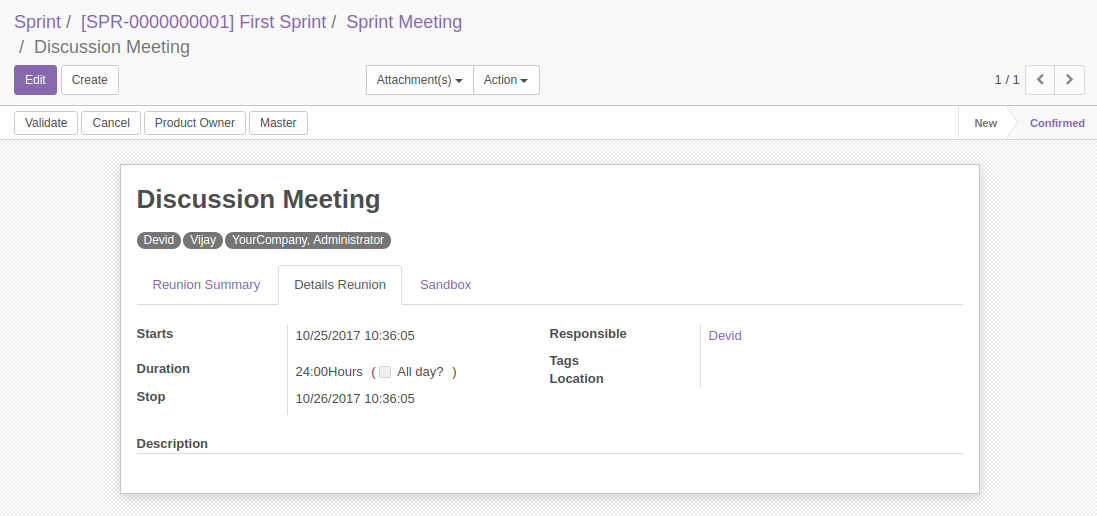 Sprint / [SPR-0000000001] First Sprint / Sprint Meeting
/ Discussion Meeting
Edit Create Attachment(s) Action 1 / 1
Validate Cancel Product Owner Master New Confirmed
Discussion Meeting
Devid Vijay YourCompany, Administrator
Reunion Summary Details Reunion Sandbox
Starts 10/25/2017 10:36:05 Responsible Devid
Tags
Duration 24:00Hours ( All day? )
Location
Stop 10/26/2017 10:36:05
Description